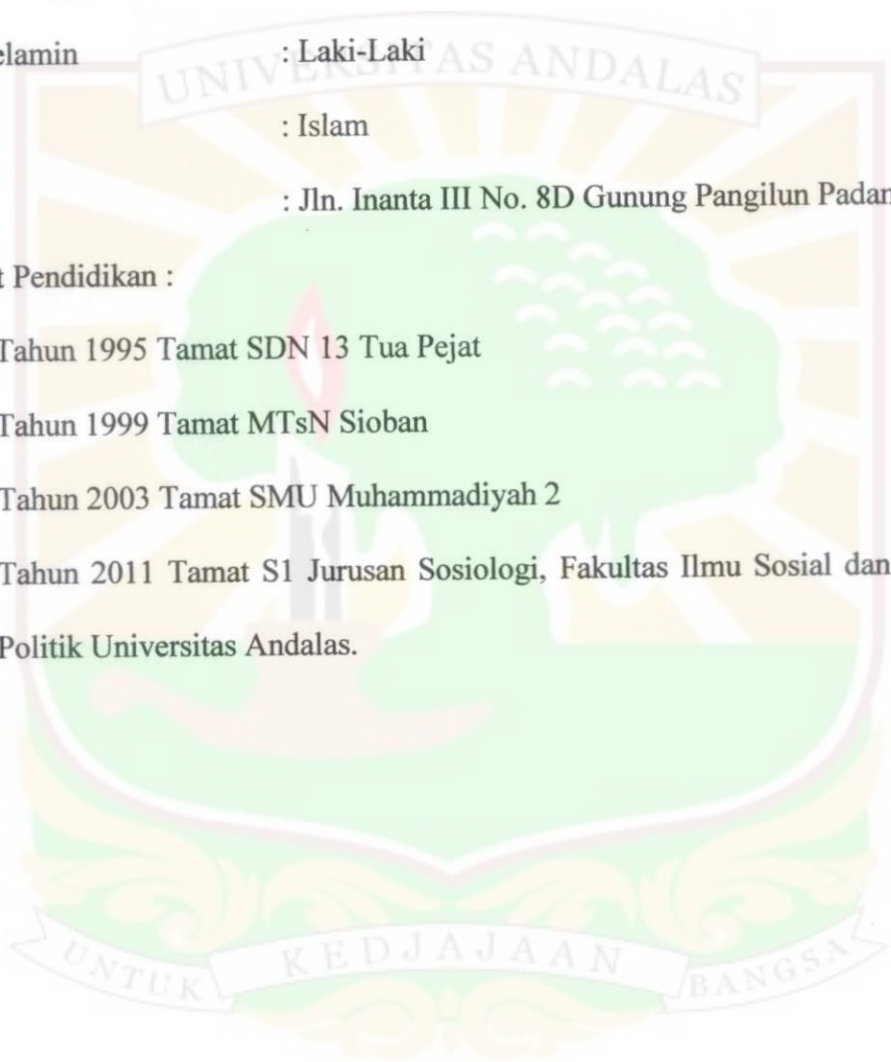 elamin : Laki-Laki
UNIVERSITAS ANDALAS
: Islam
: Jln. Inanta III No. 8D Gunung Pangilun Padan
t Pendidikan :
Tahun 1995 Tamat SDN 13 Tua Pejat
Tahun 1999 Tamat MTsN Sioban
Tahun 2003 Tamat SMU Muhammadiyah 2
Tahun 2011 Tamat S1 Jurusan Sosiologi, Fakultas Ilmu Sosial dan
Politik Universitas Andalas.
UNTUK KEDJAJAAN BANGSA